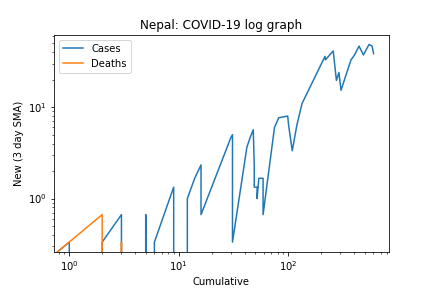 Nepal: COVID-19 log graph
Cases
Deaths
New (3 day SMA)
10¹
10⁰
10⁰
10¹
10²
Cumulative